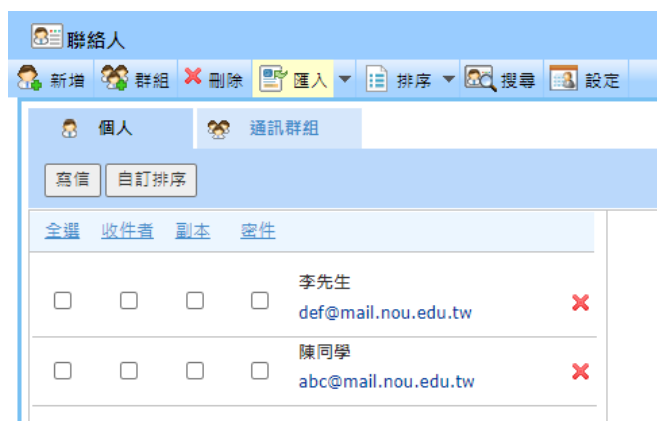 聯絡人
新增 群組 刪除 匯入 排序 搜尋 設定
個人 通訊群組
寫信 自訂排序
全選 收件者 副本 密件
李先生
def@mail.nou.edu.tw
陳同學
abc@mail.nou.edu.tw